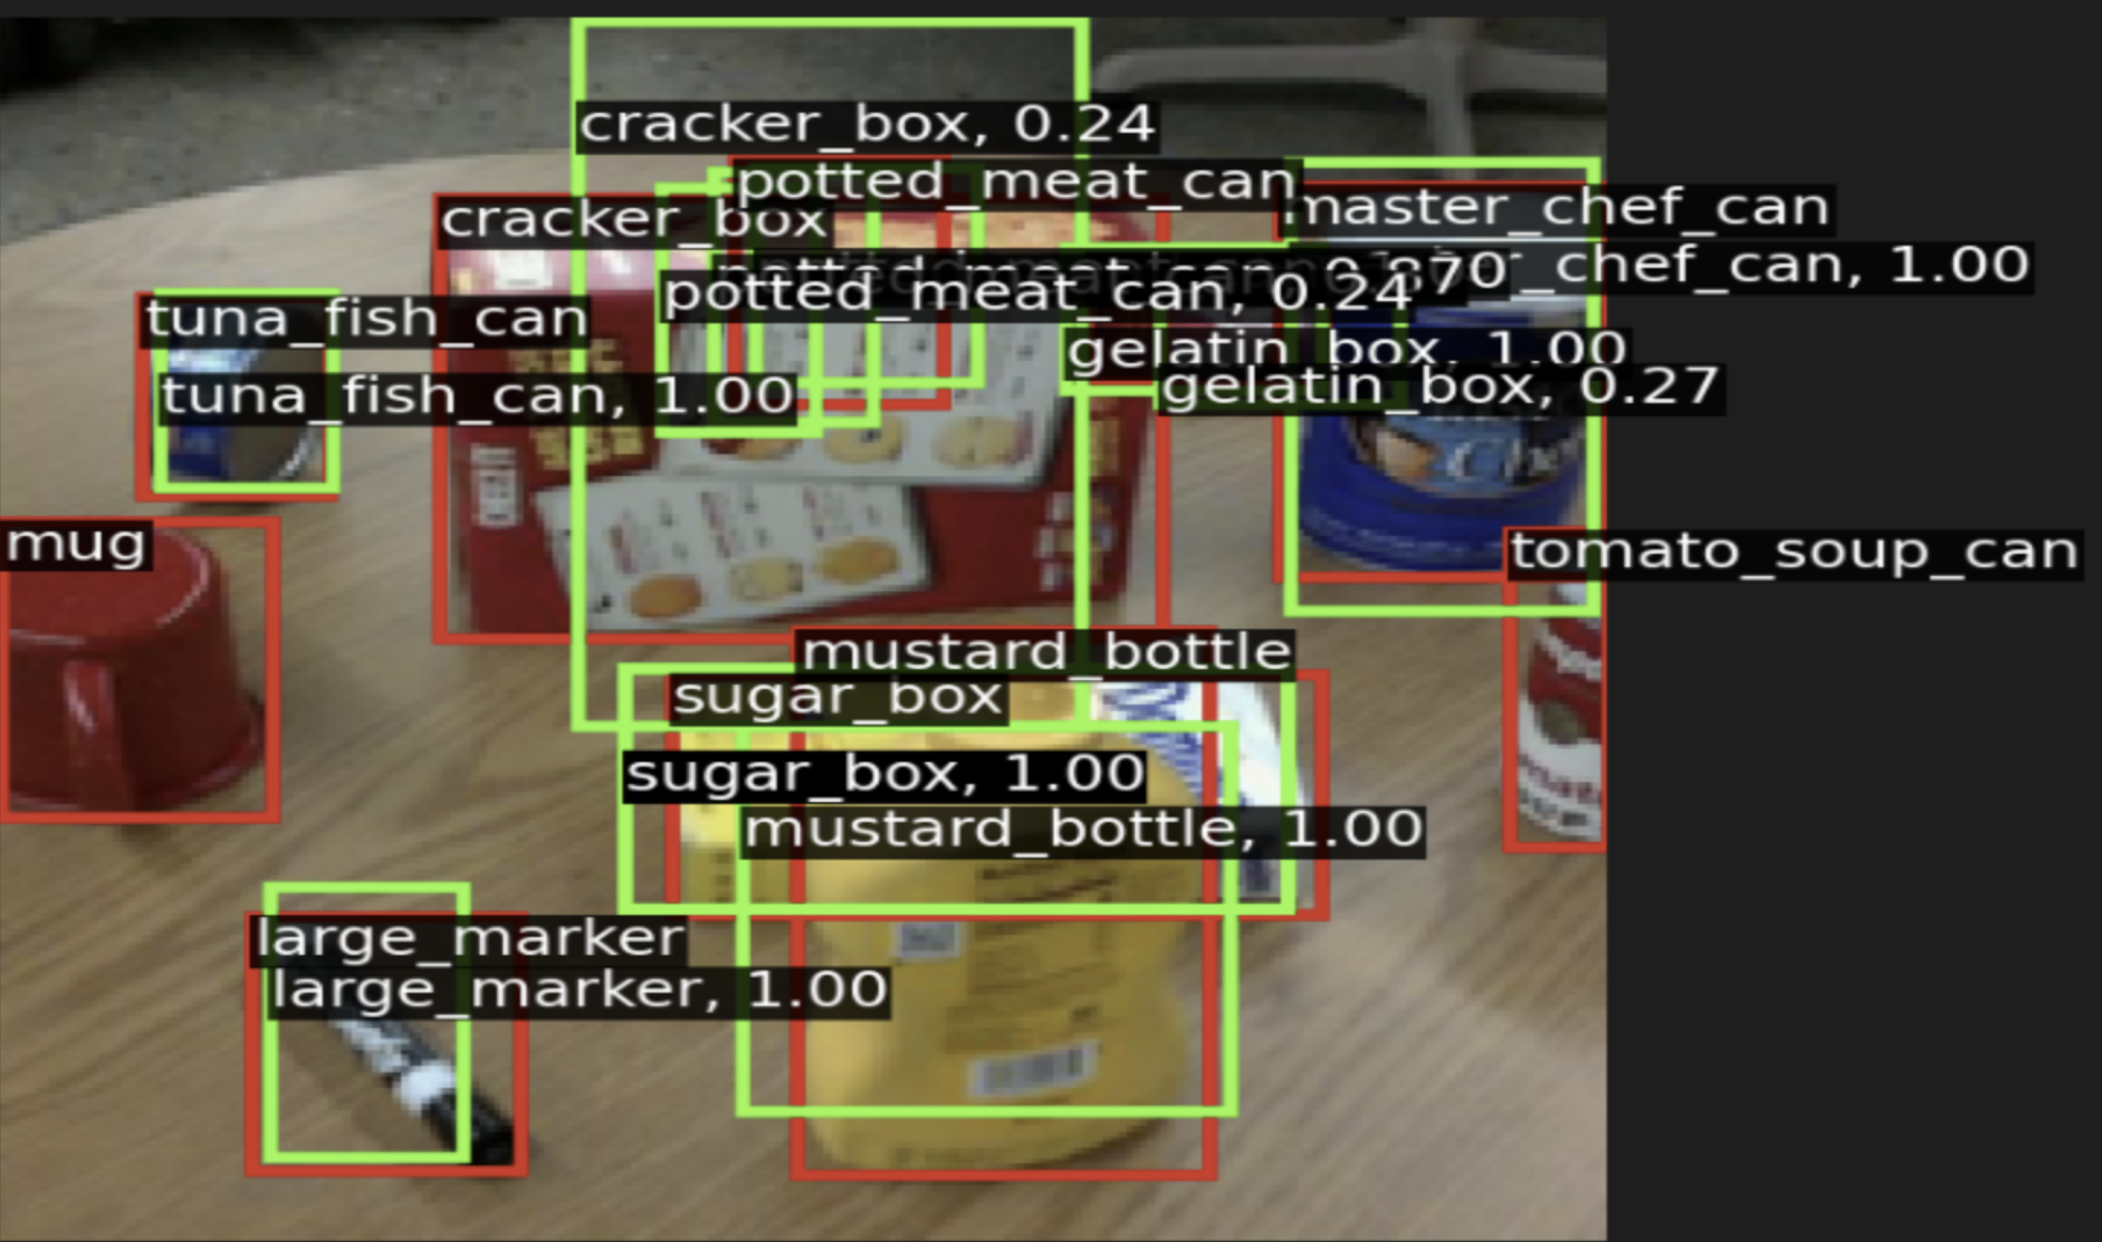 cracker_box, 0.24
potted_meat_can
cracker_box
master_chef_can
_chef_can, 1.00
potted_meat_can, 0.24
tuna_fish_can
gelatin_box, 1.00
gelatin_box, 0.27
tuna_fish_can, 1.00
mug
tomato_soup_can
mustard_bottle
sugar_box
sugar_box, 1.00
mustard_bottle, 1.00
large_marker
large_marker, 1.00